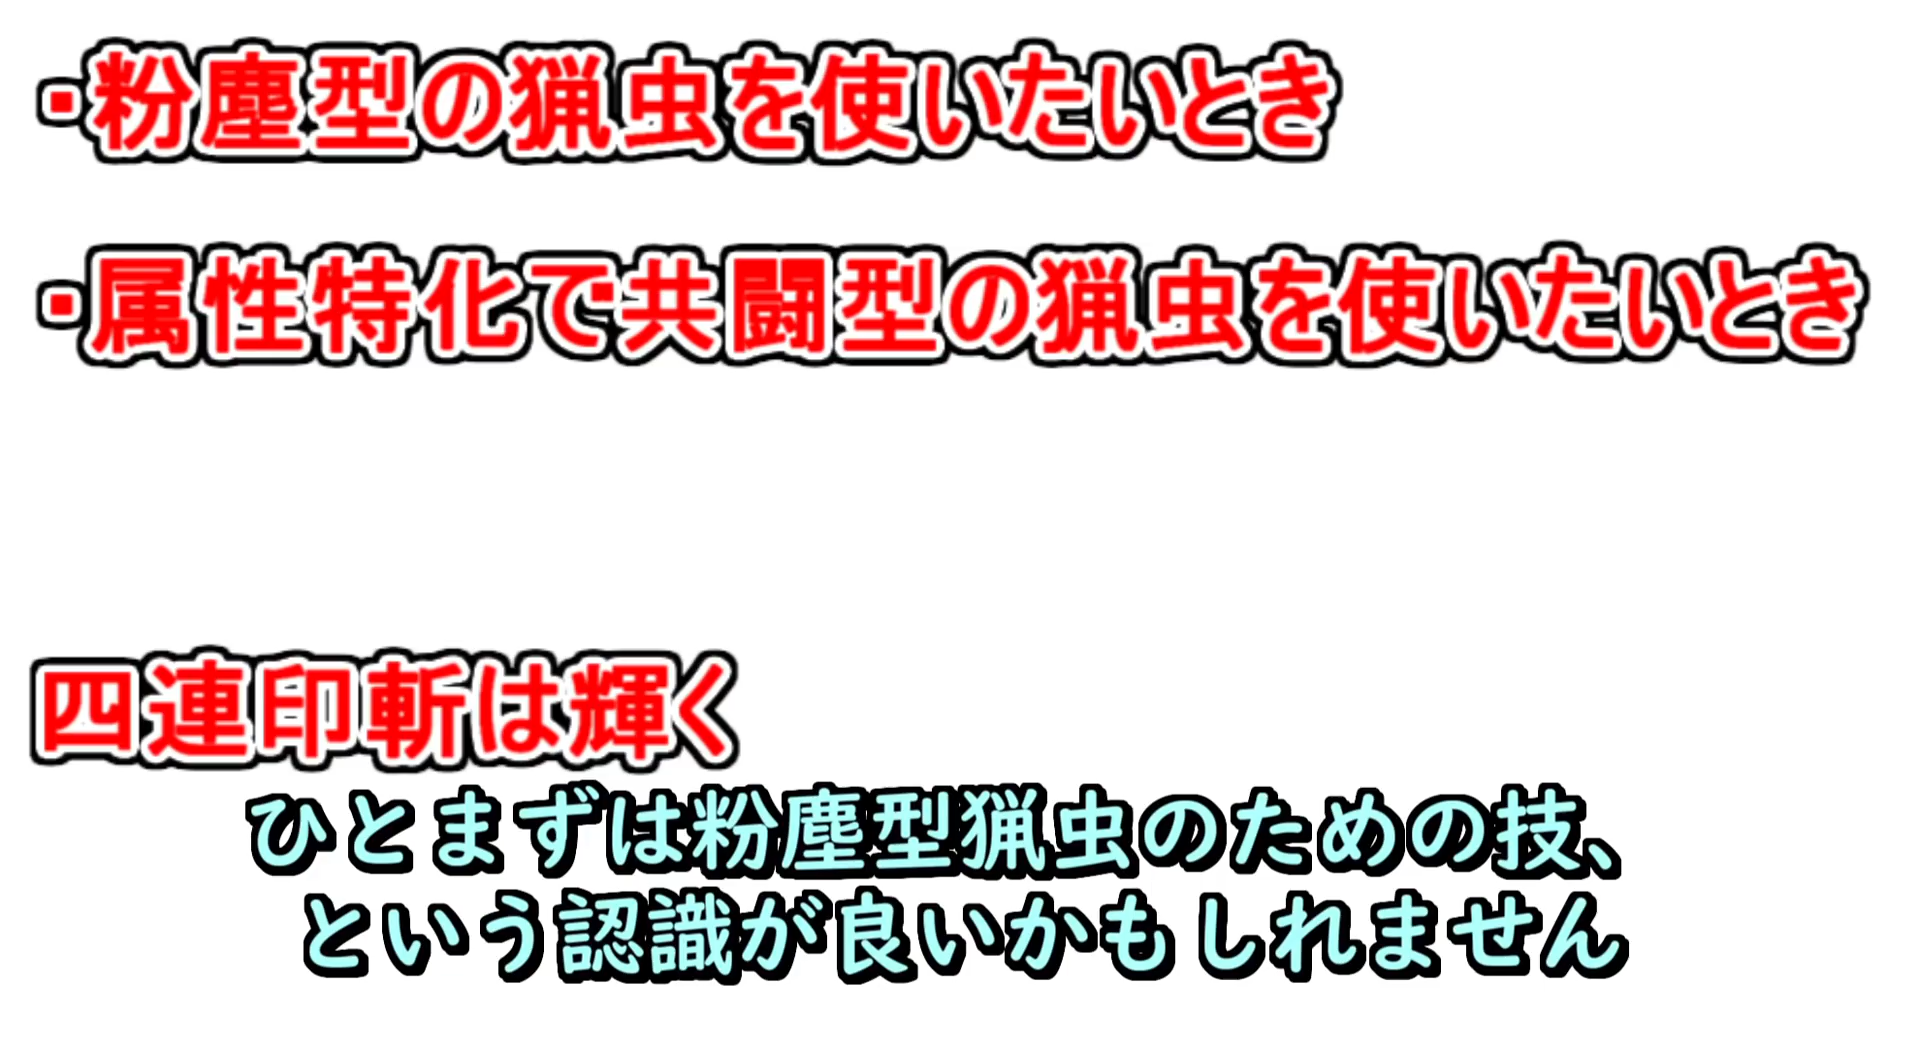 ・粉塵型の猟虫を使いたいとき
・属性特化で共闘型の猟虫を使いたいとき
四連印斬は輝く
ひとまずは粉塵型猟虫のための技、
という認識が良いかもしれません